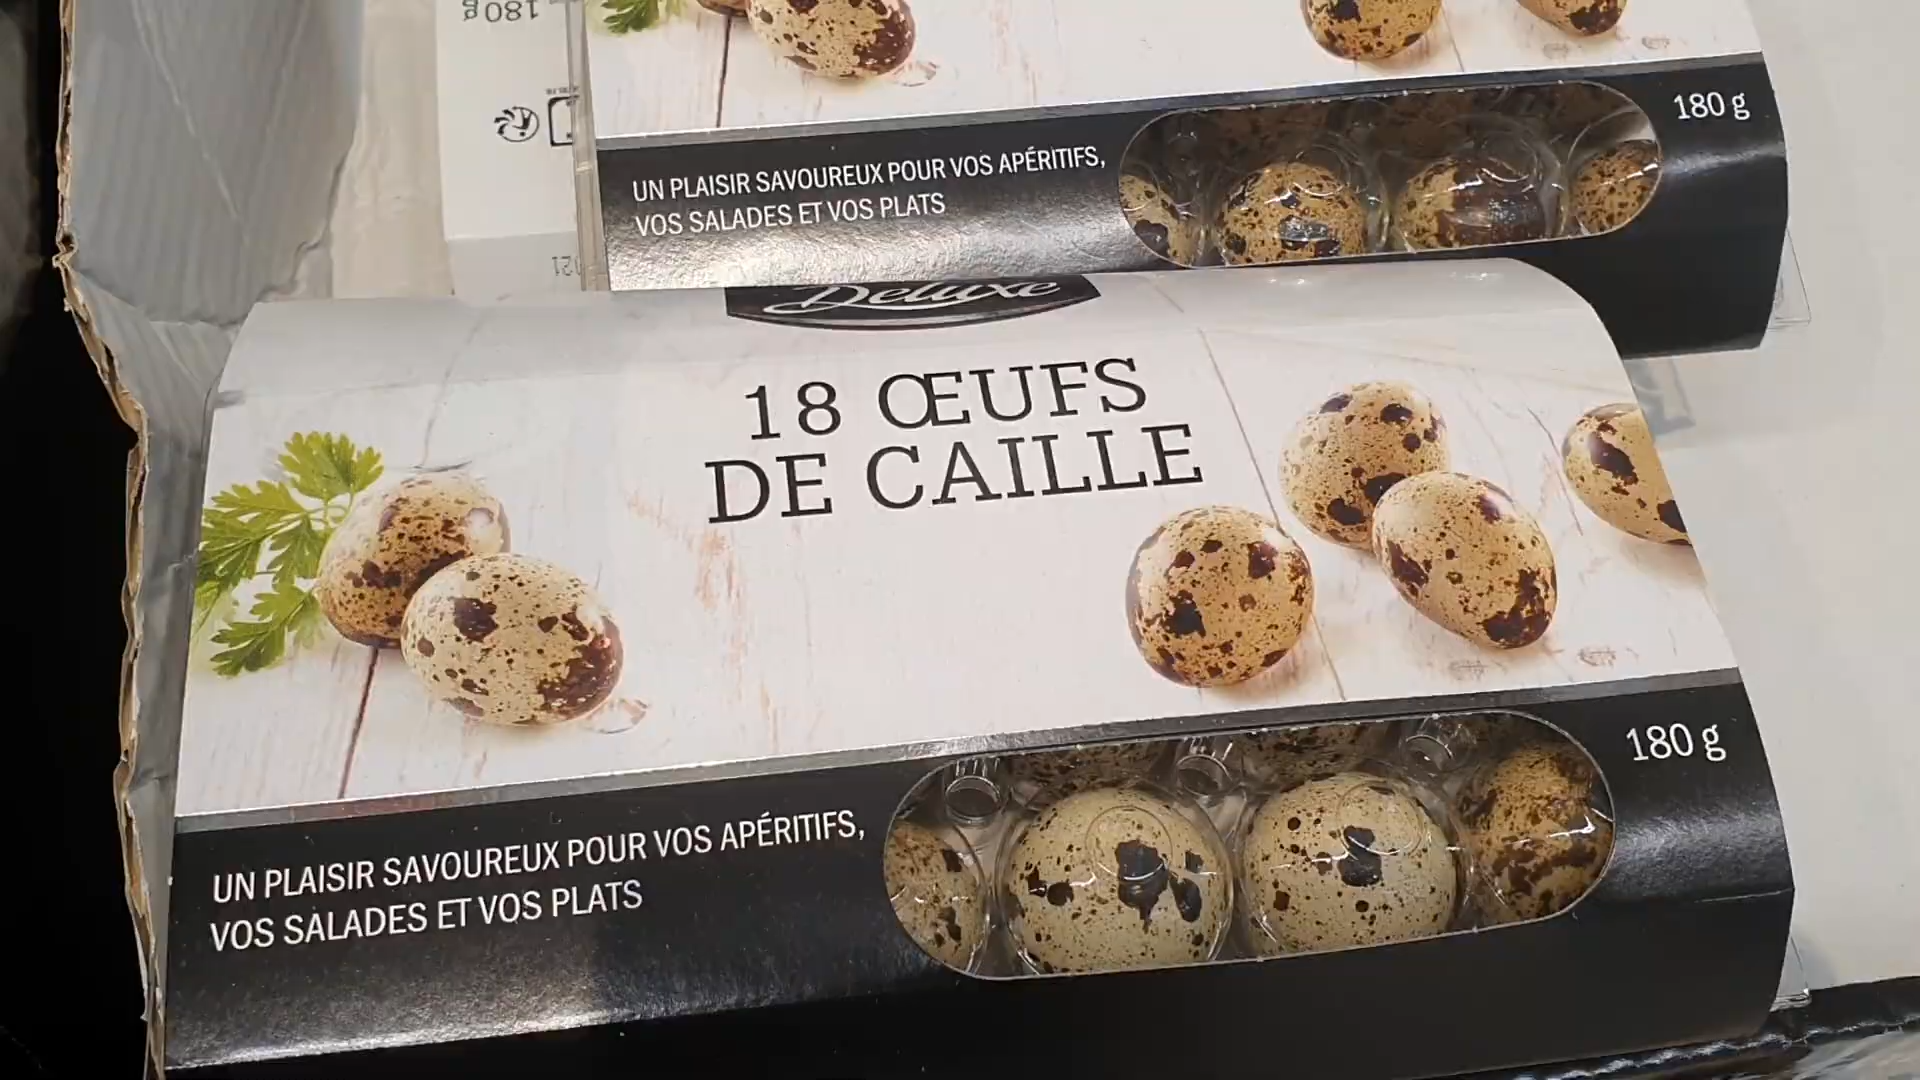 180 g
180 g
UN PLAISIR SAVOUREUX POUR VOS APÉRITIFS,
VOS SALADES ET VOS PLATS
Deluxe
18 ŒUFS
DE CAILLE
180 g
UN PLAISIR SAVOUREUX POUR VOS APÉRITIFS,
VOS SALADES ET VOS PLATS